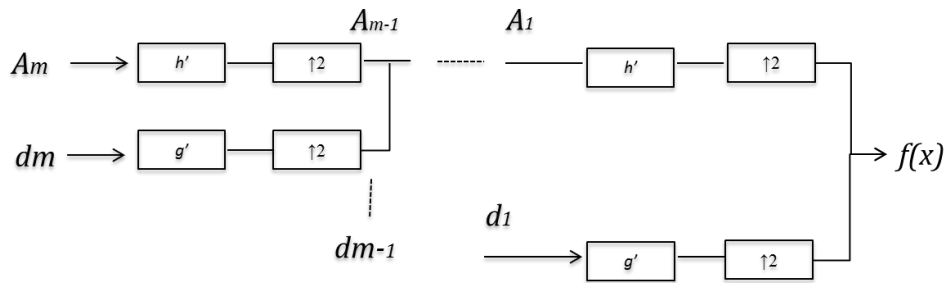 Am-1
A1
Am
h'
↑2
h'
↑2
dm
g'
↑2
f(x)
dm-1
d1
g'
↑2